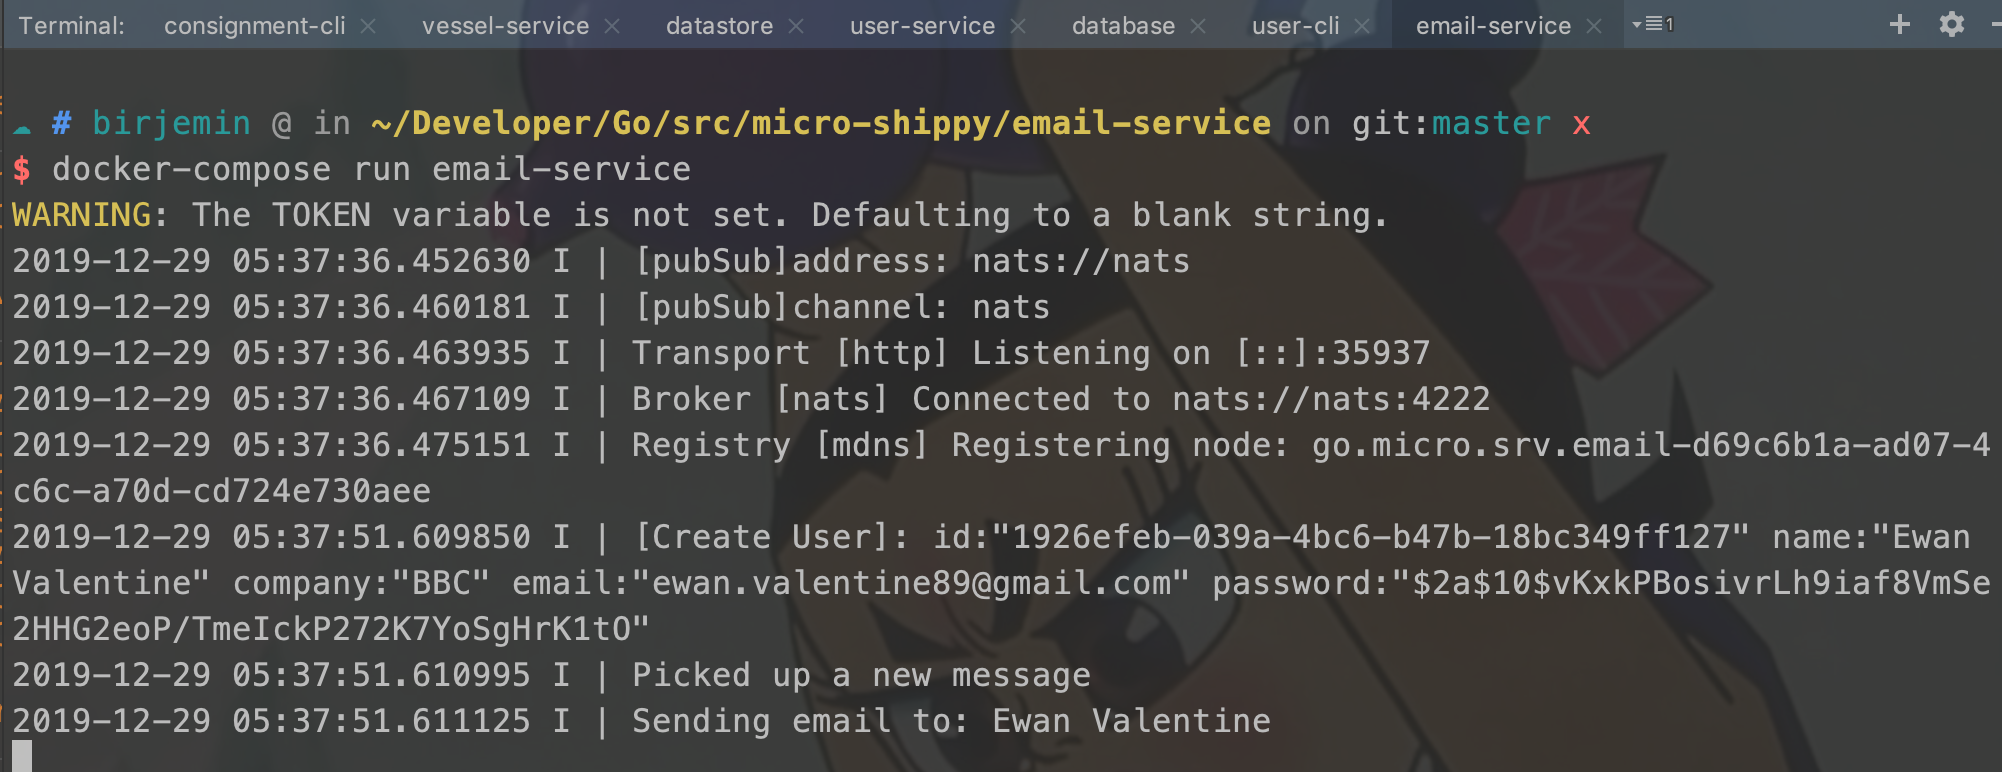 Terminal: consignment-cli × vessel-service × datastore × user-service × database × user-cli × email-service × 1
# birjemin @ in ~/Developer/Go/src/micro-shippy/email-service on git:master x
$ docker-compose run email-service
WARNING: The TOKEN variable is not set. Defaulting to a blank string.
2019-12-29 05:37:36.452630 I | [pubSub]address: nats://nats
2019-12-29 05:37:36.460181 I | [pubSub]channel: nats
2019-12-29 05:37:36.463935 I | Transport [http] Listening on [::]:35937
2019-12-29 05:37:36.467109 I | Broker [nats] Connected to nats://nats:4222
2019-12-29 05:37:36.475151 I | Registry [mdns] Registering node: go.micro.srv.email-d69c6b1a-ad07-4
c6c-a70d-cd724e730aee
2019-12-29 05:37:51.609850 I | [Create User]: id:"1926efeb-039a-4bc6-b47b-18bc349ff127" name:"Ewan
Valentine" company:"BBC" email:"ewan.valentine89@gmail.com" password:"$2a$10$vKxkPBosivrLh9iaf8VmSe
2HHG2eoP/TmeIckP272K7YoSgHrK1tO"
2019-12-29 05:37:51.610995 I | Picked up a new message
2019-12-29 05:37:51.611125 I | Sending email to: Ewan Valentine